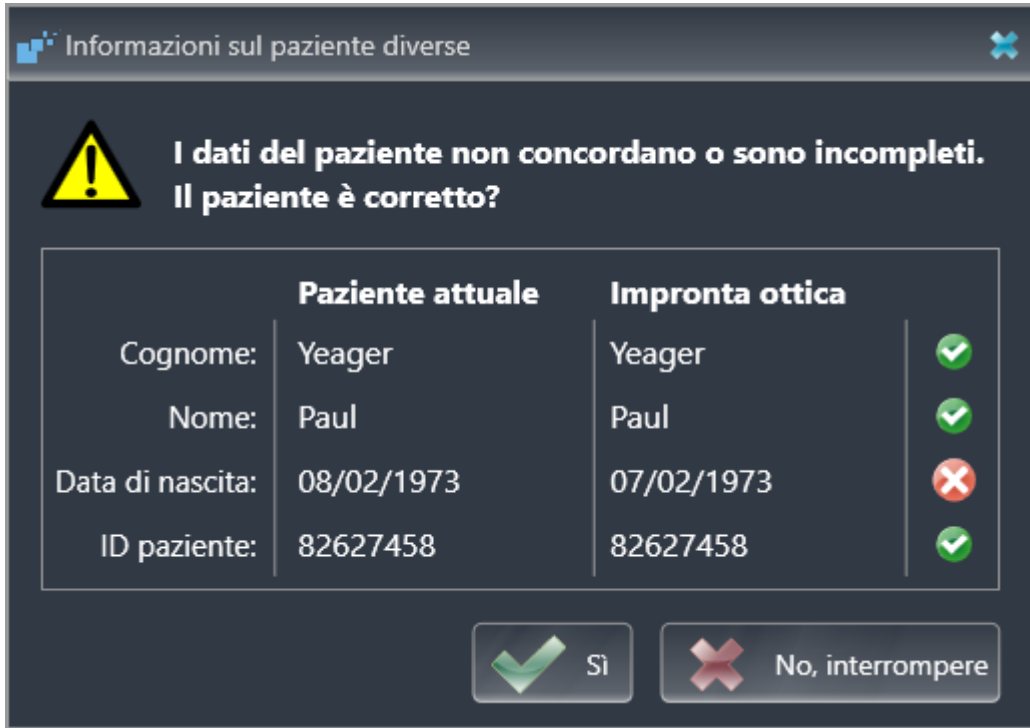 Informazioni sul paziente diverse
I dati del paziente non concordano o sono incompleti.
Il paziente è corretto?
Paziente attuale Impronta ottica
Cognome: Yeager Yeager
Nome: Paul Paul
Data di nascita: 08/02/1973 07/02/1973
ID paziente: 82627458 82627458
Sì No, interrompere